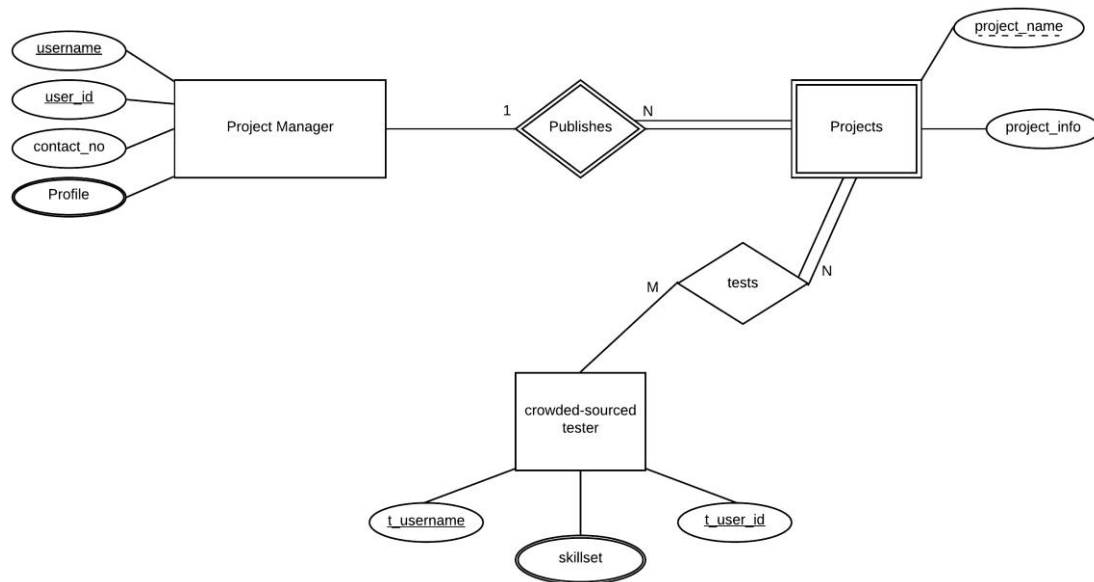 project_name
username
user_id
contact_no
Profile
Project Manager
1
Publishes
N
Projects
project_info
M
tests
N
crowded-sourced
tester
t_username
t_user_id
skillset